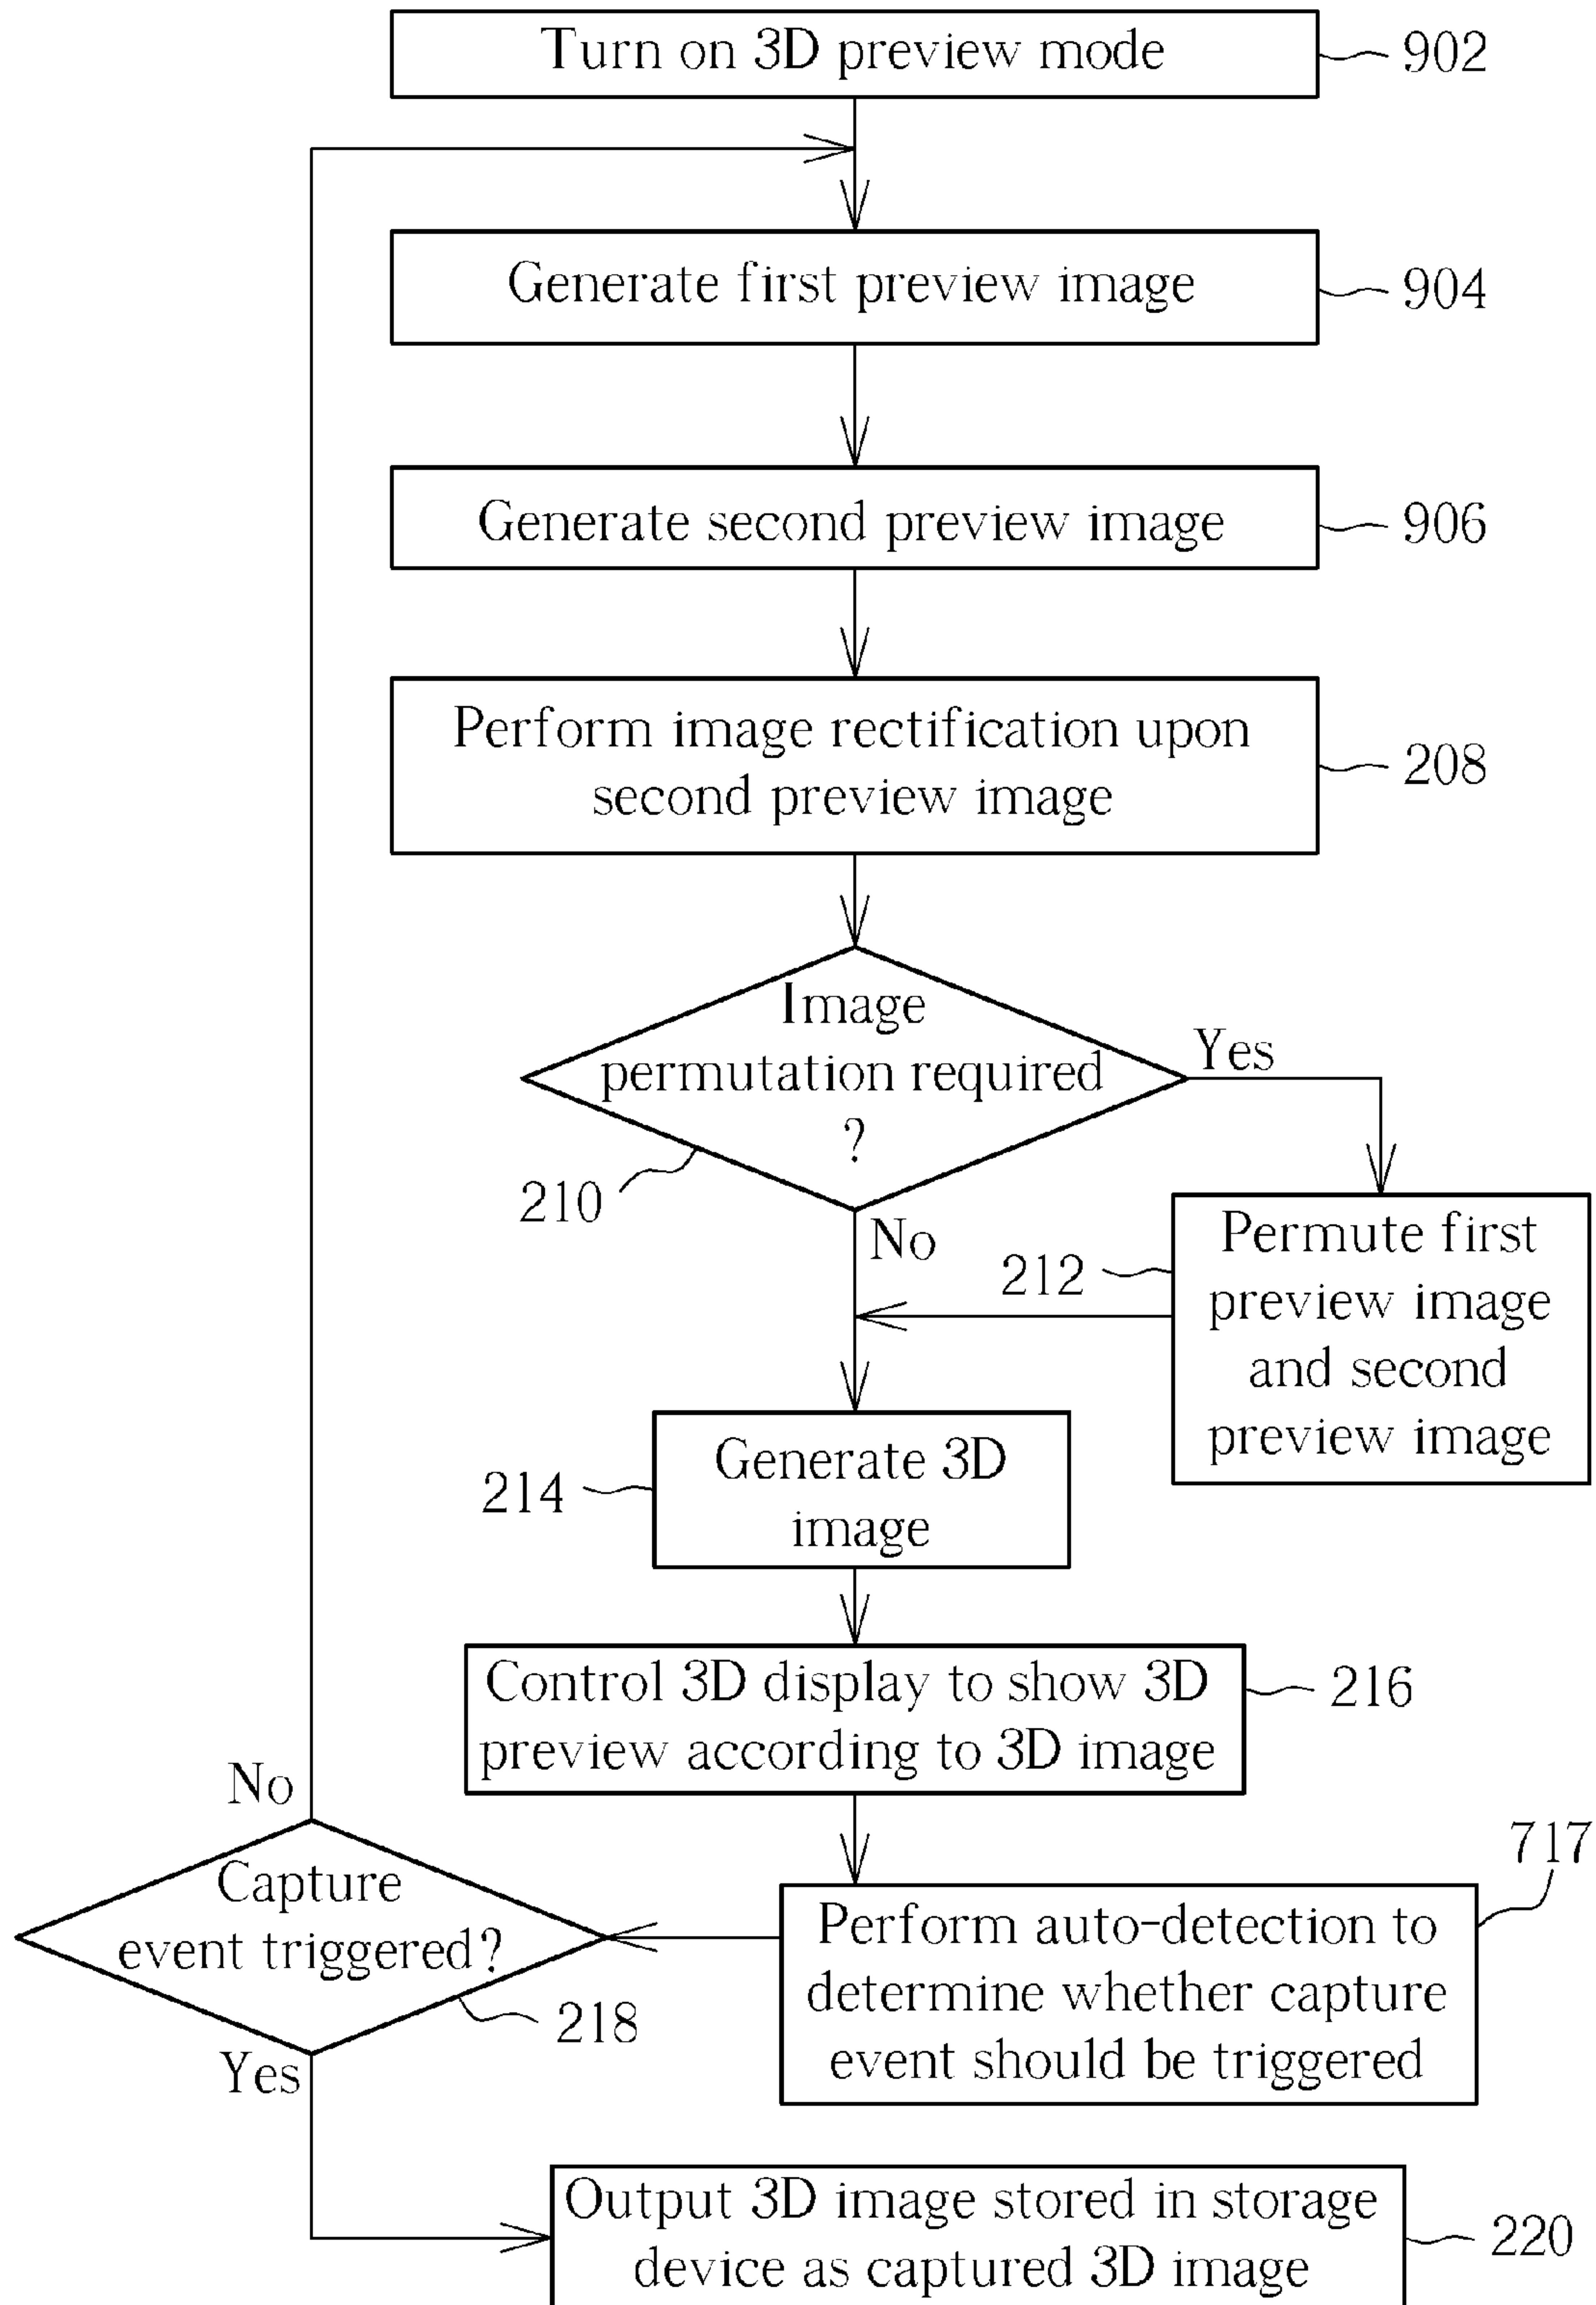 Turn on 3D preview mode
902
Generate first preview image
904
Generate second preview image
906
Perform image rectification upon
second preview image
208
Image
permutation required
?
Yes
210
No
212
Permute first
preview image
and second
preview image
Generate 3D
image
214
Control 3D display to show 3D
preview according to 3D image
216
No
717
Capture
event triggered?
Perform auto-detection to
determine whether capture
event should be triggered
218
Yes
Output 3D image stored in storage
device as captured 3D image
220